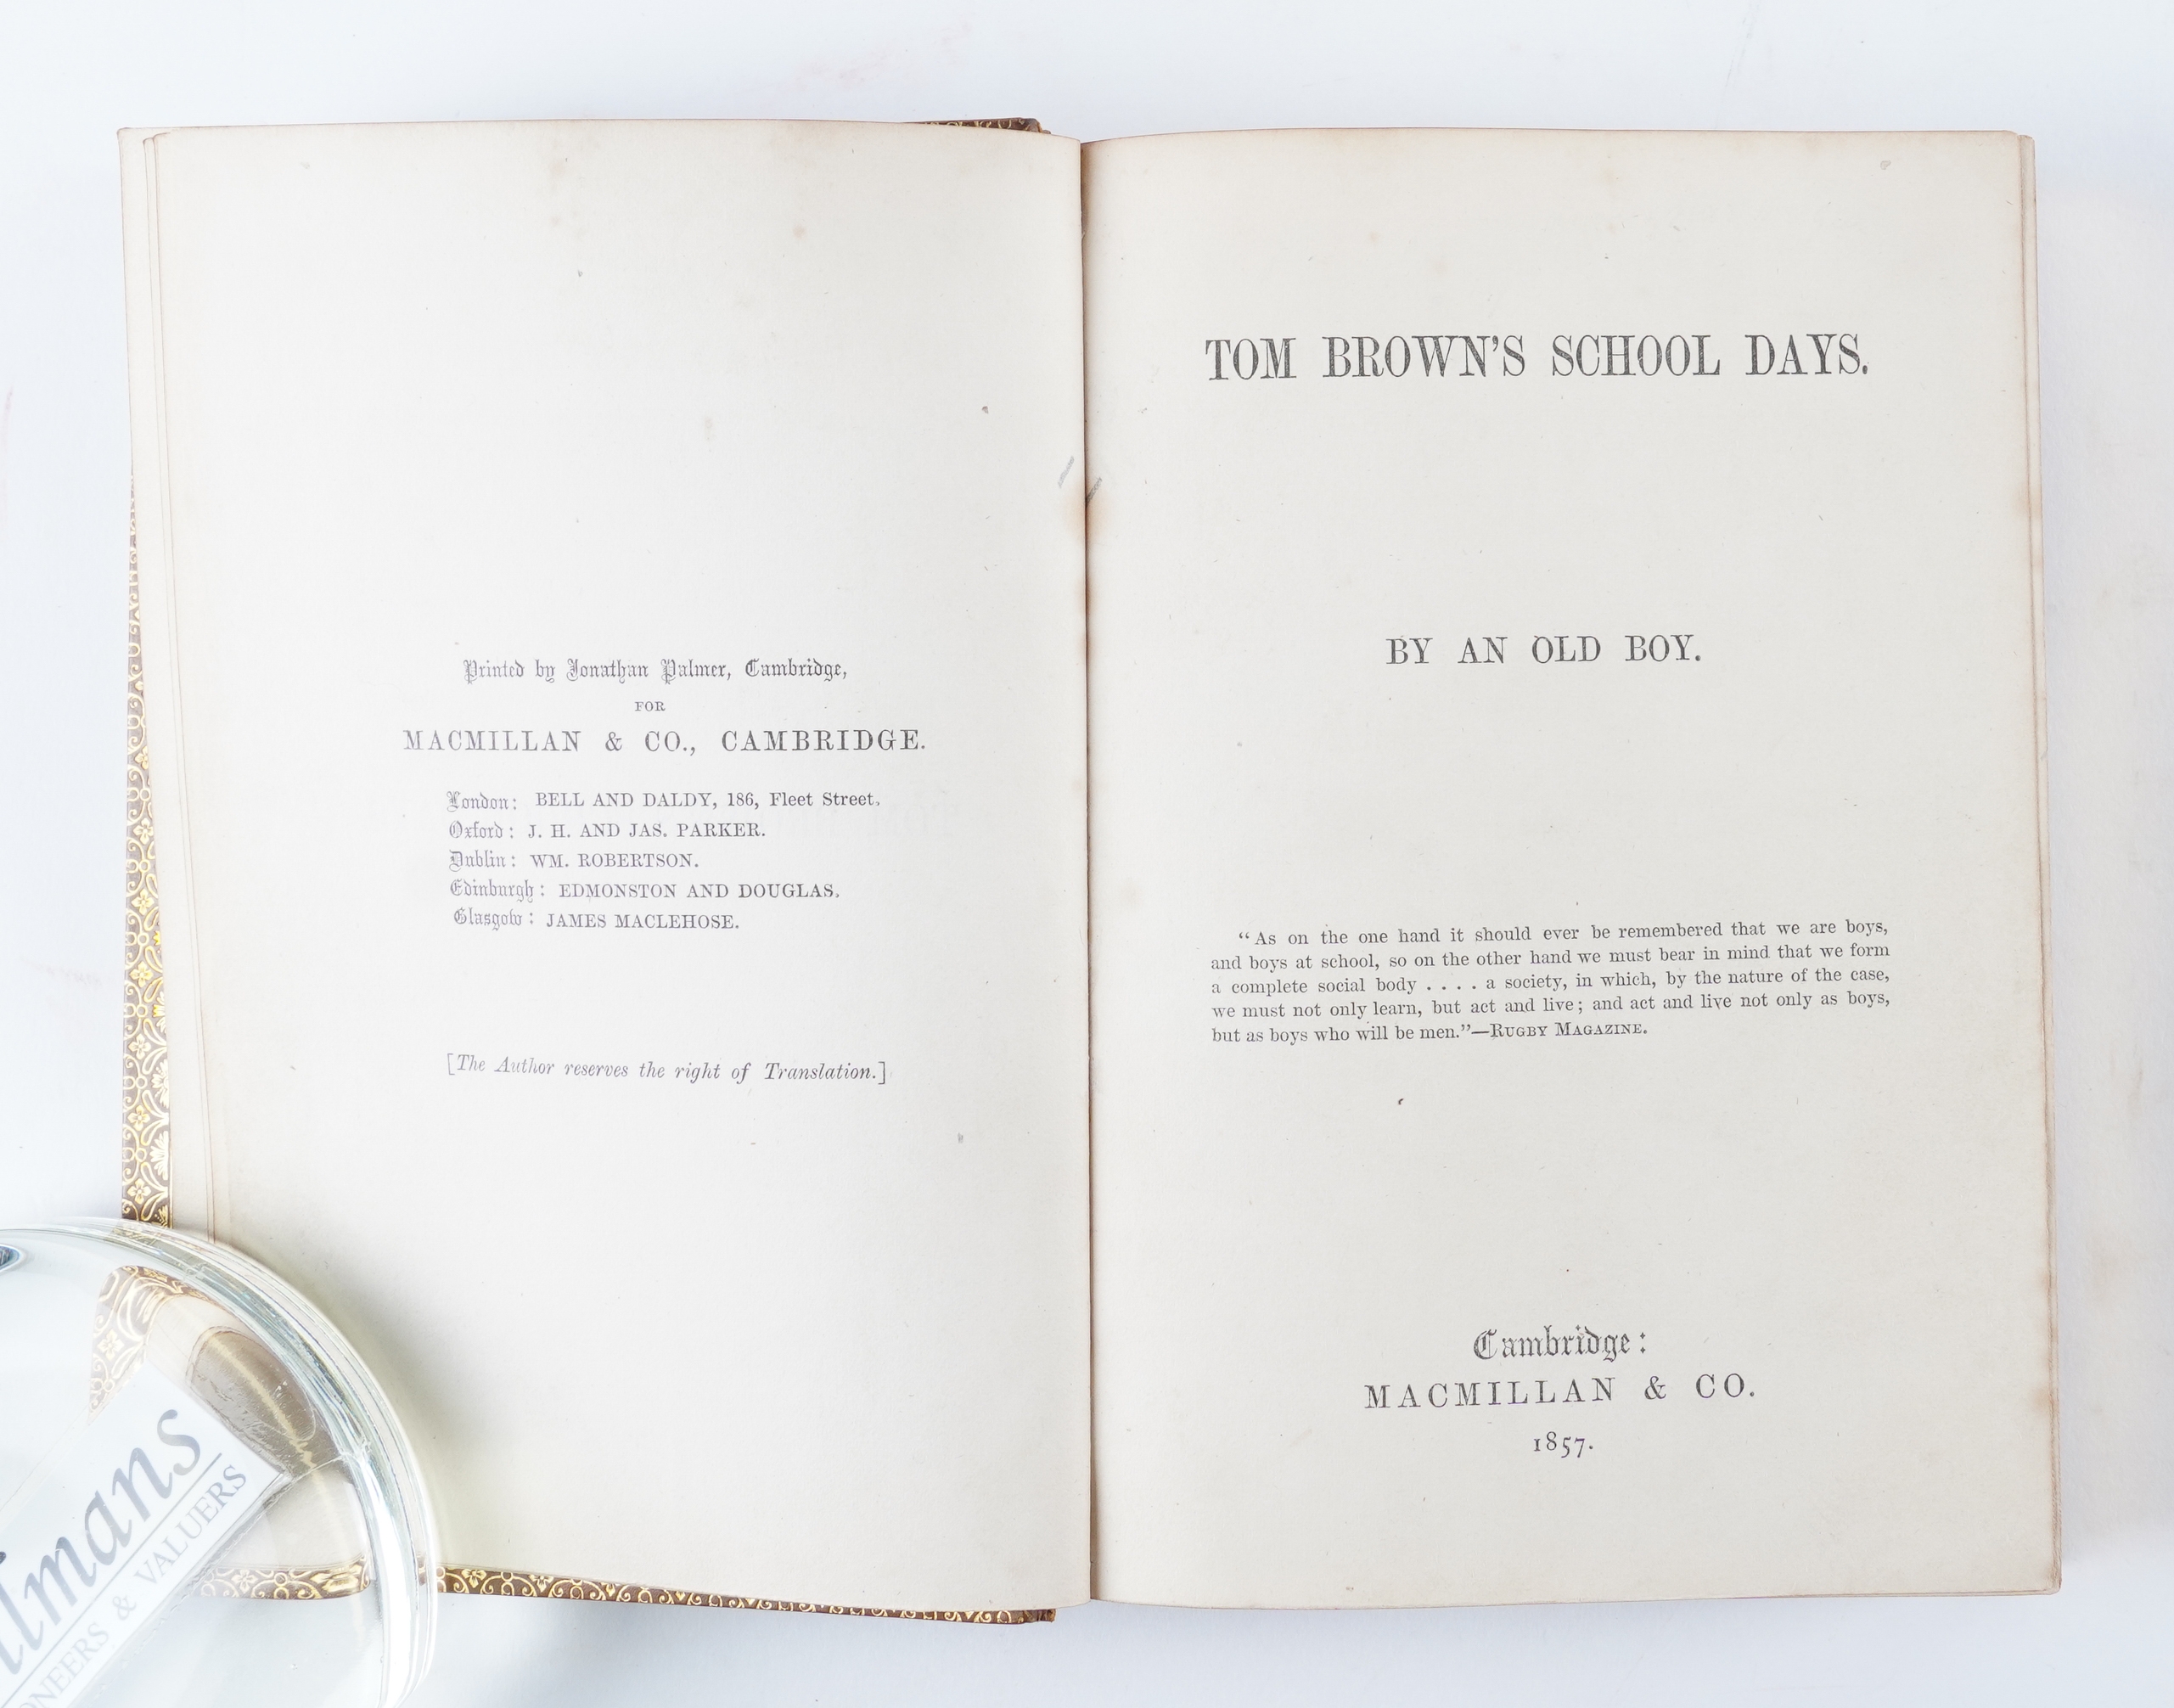 Printed by Jonathan Palmer, Cambridge,
FOR
MACMILLAN & CO., CAMBRIDGE.
London: BELL AND DALDY, 186, Fleet Street.
Oxford: J. H. AND JAS. PARKER.
Dublin: WM. ROBERTSON.
Edinburgh: EDMONSTON AND DOUGLAS.
Glasgow: JAMES MACLEHOSE.
[The Author reserves the right of Translation.]
TOM BROWN'S SCHOOL DAYS.
BY AN OLD BOY.
“As on the one hand it should ever be remembered that we are boys,
and boys at school, so on the other hand we must bear in mind that we form
a complete social body . . . . a society, in which, by the nature of the case,
we must not only learn, but act and live; and act and live not only as boys,
but as boys who will be men.”—RUGBY MAGAZINE.
Cambridge:
MACMILLAN & CO.
1857.
& VALUERS